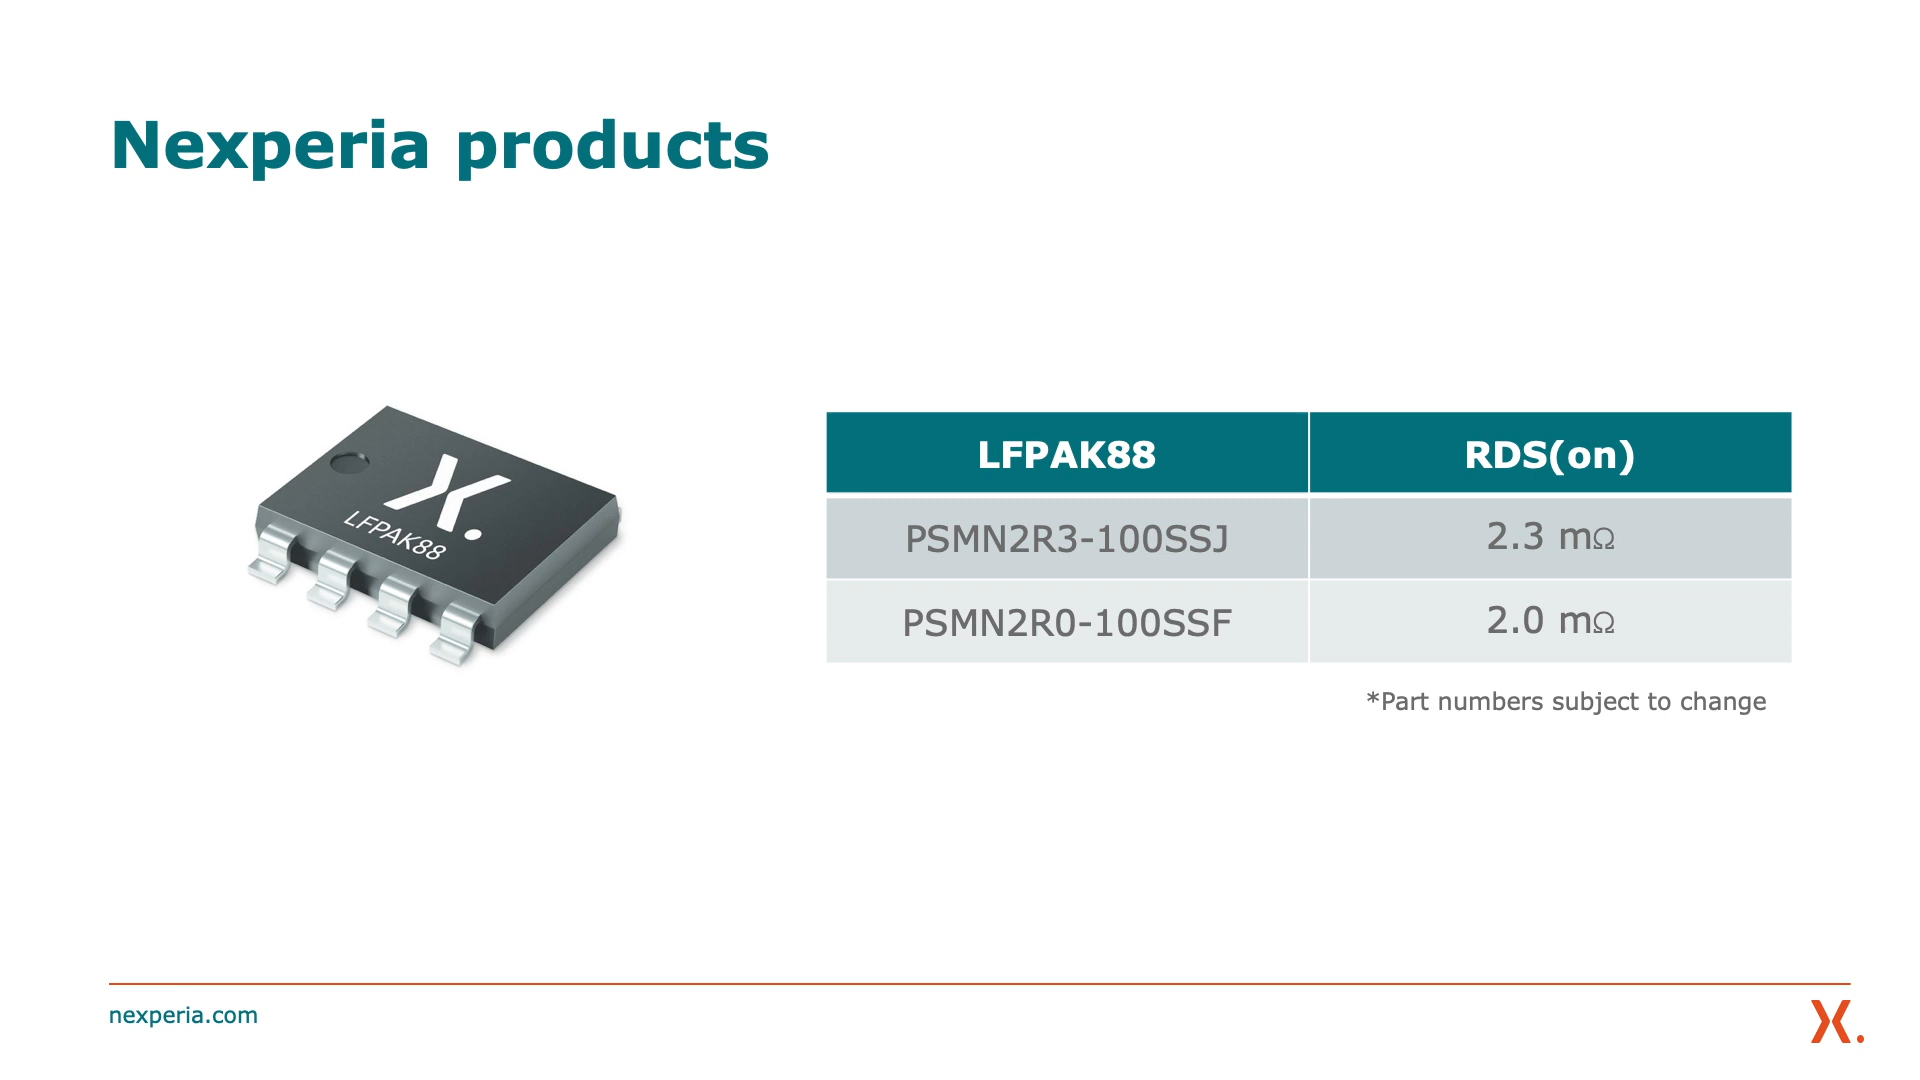 Nexperia products
LFPAK88
LFPAK88 RDS(on)
PSMN2R3-100SSJ 2.3 mΩ
PSMN2R0-100SSF 2.0 mΩ
*Part numbers subject to change
nexperia.com